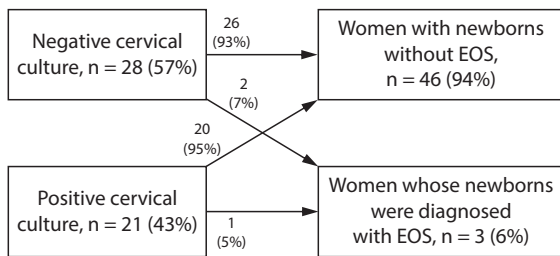 Negative cervical
culture, n = 28 (57%)
26
(93%)
Women with newborns
without EOS,
n = 46 (94%)
2
(7%)
20
(95%)
Positive cervical
culture, n = 21 (43%)
1
(5%)
Women whose newborns
were diagnosed
with EOS, n = 3 (6%)